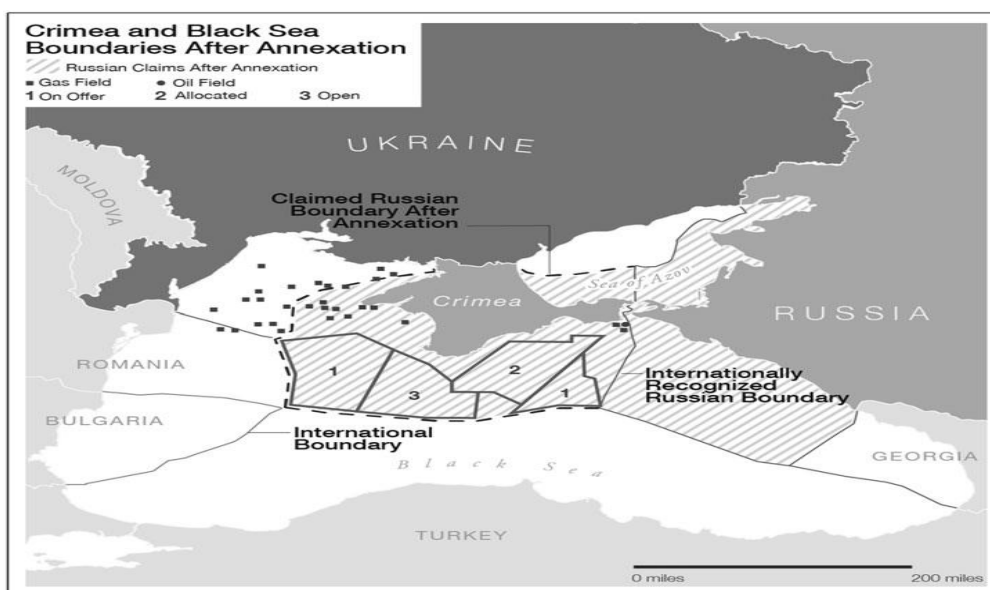 Crimea and Black Sea
Boundaries After Annexation
Russian Claims After Annexation
Gas Field
Oil Field
1 On Offer
2 Allocated
3 Open
UKRAINE
MOLDOVA
Claimed Russian
Boundary After
Annexation
Sea of Azov
Crimea
RUSSIA
ROMANIA
1
2
3
1
Internationally
Recognized
Russian Boundary
BULGARIA
International
Boundary
GEORGIA
Black Sea
TURKEY
0 miles
200 miles